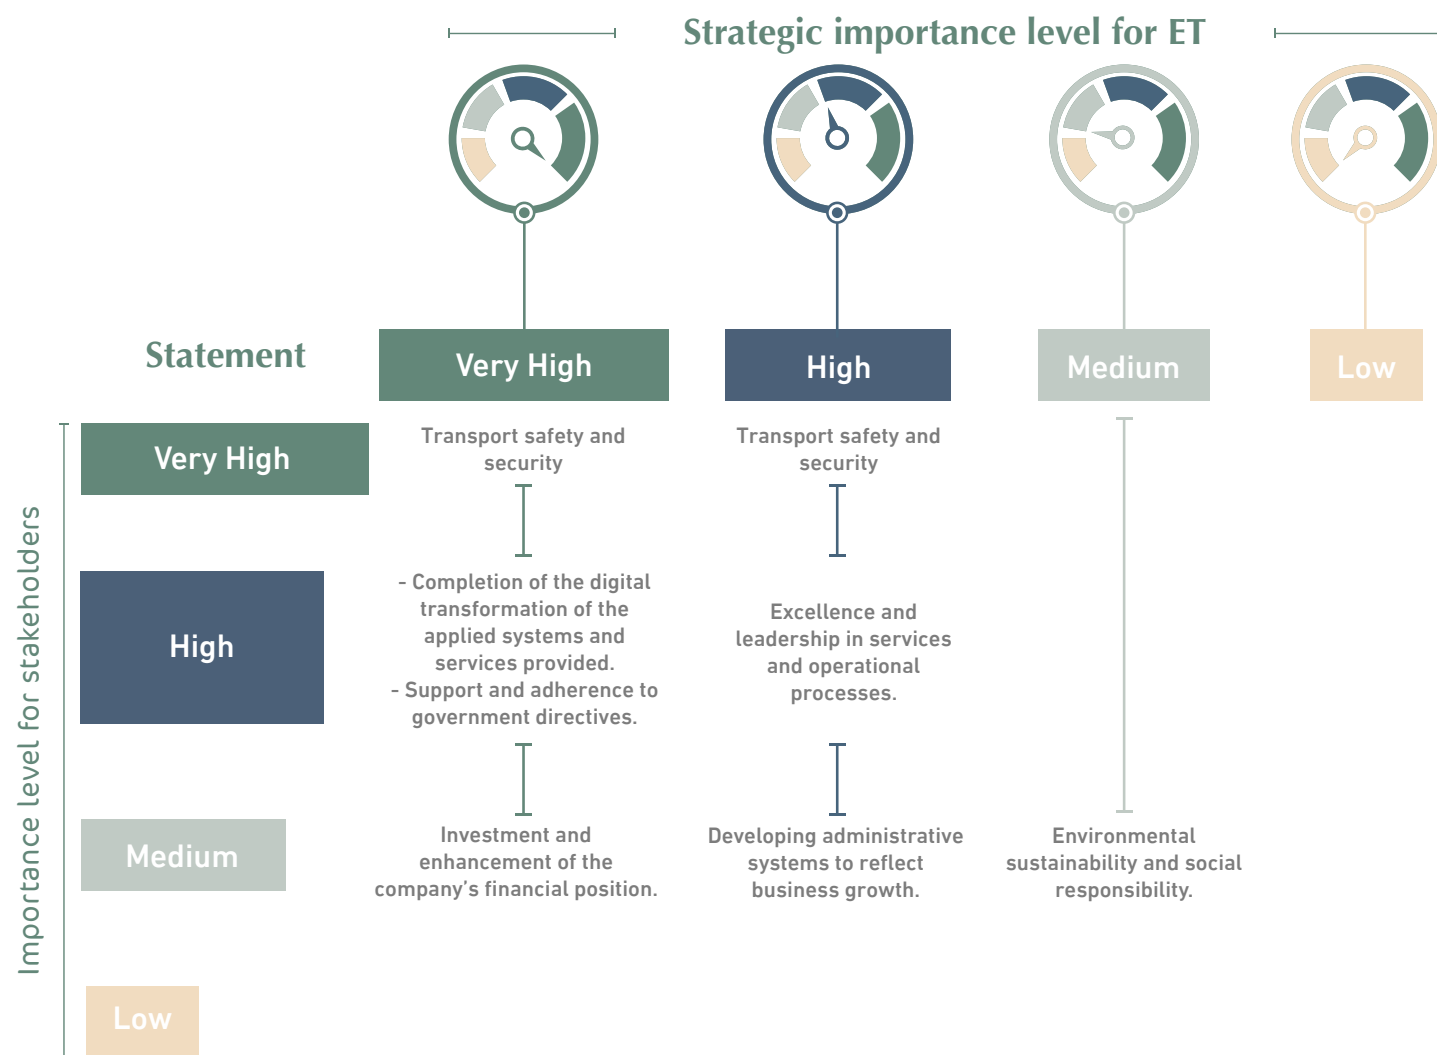 Strategic importance level for ET
Statement
Very High
High
Medium
Low
Importance level for stakeholders
Very High
Transport safety and
security
Transport safety and
security
High
- Completion of the digital
transformation of the
applied systems and
services provided.
- Support and adherence to
government directives.
Excellence and
leadership in services
and operational
processes.
Medium
Investment and
enhancement of the
company’s financial position.
Developing administrative
systems to reflect
business growth.
Environmental
sustainability and social
responsibility.
Low